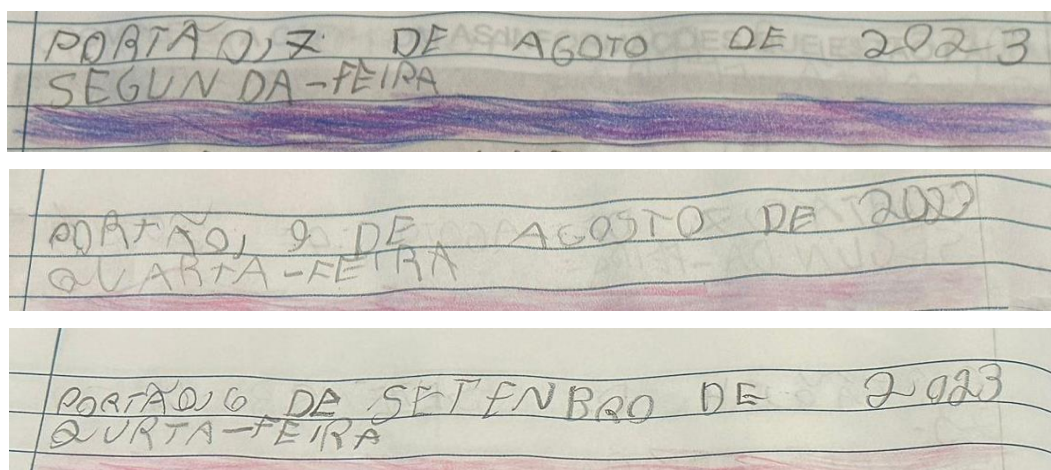 PORTÃO, 7 DE AGOTO DE 2023
SEGUNDA-FEIRA
PORTÃO, 9 DE AGOSTO DE 2022
QUARTA-FEIRA
PORTÃO, 6 DE SETENBRO DE 2023
QURTA-FEIRA